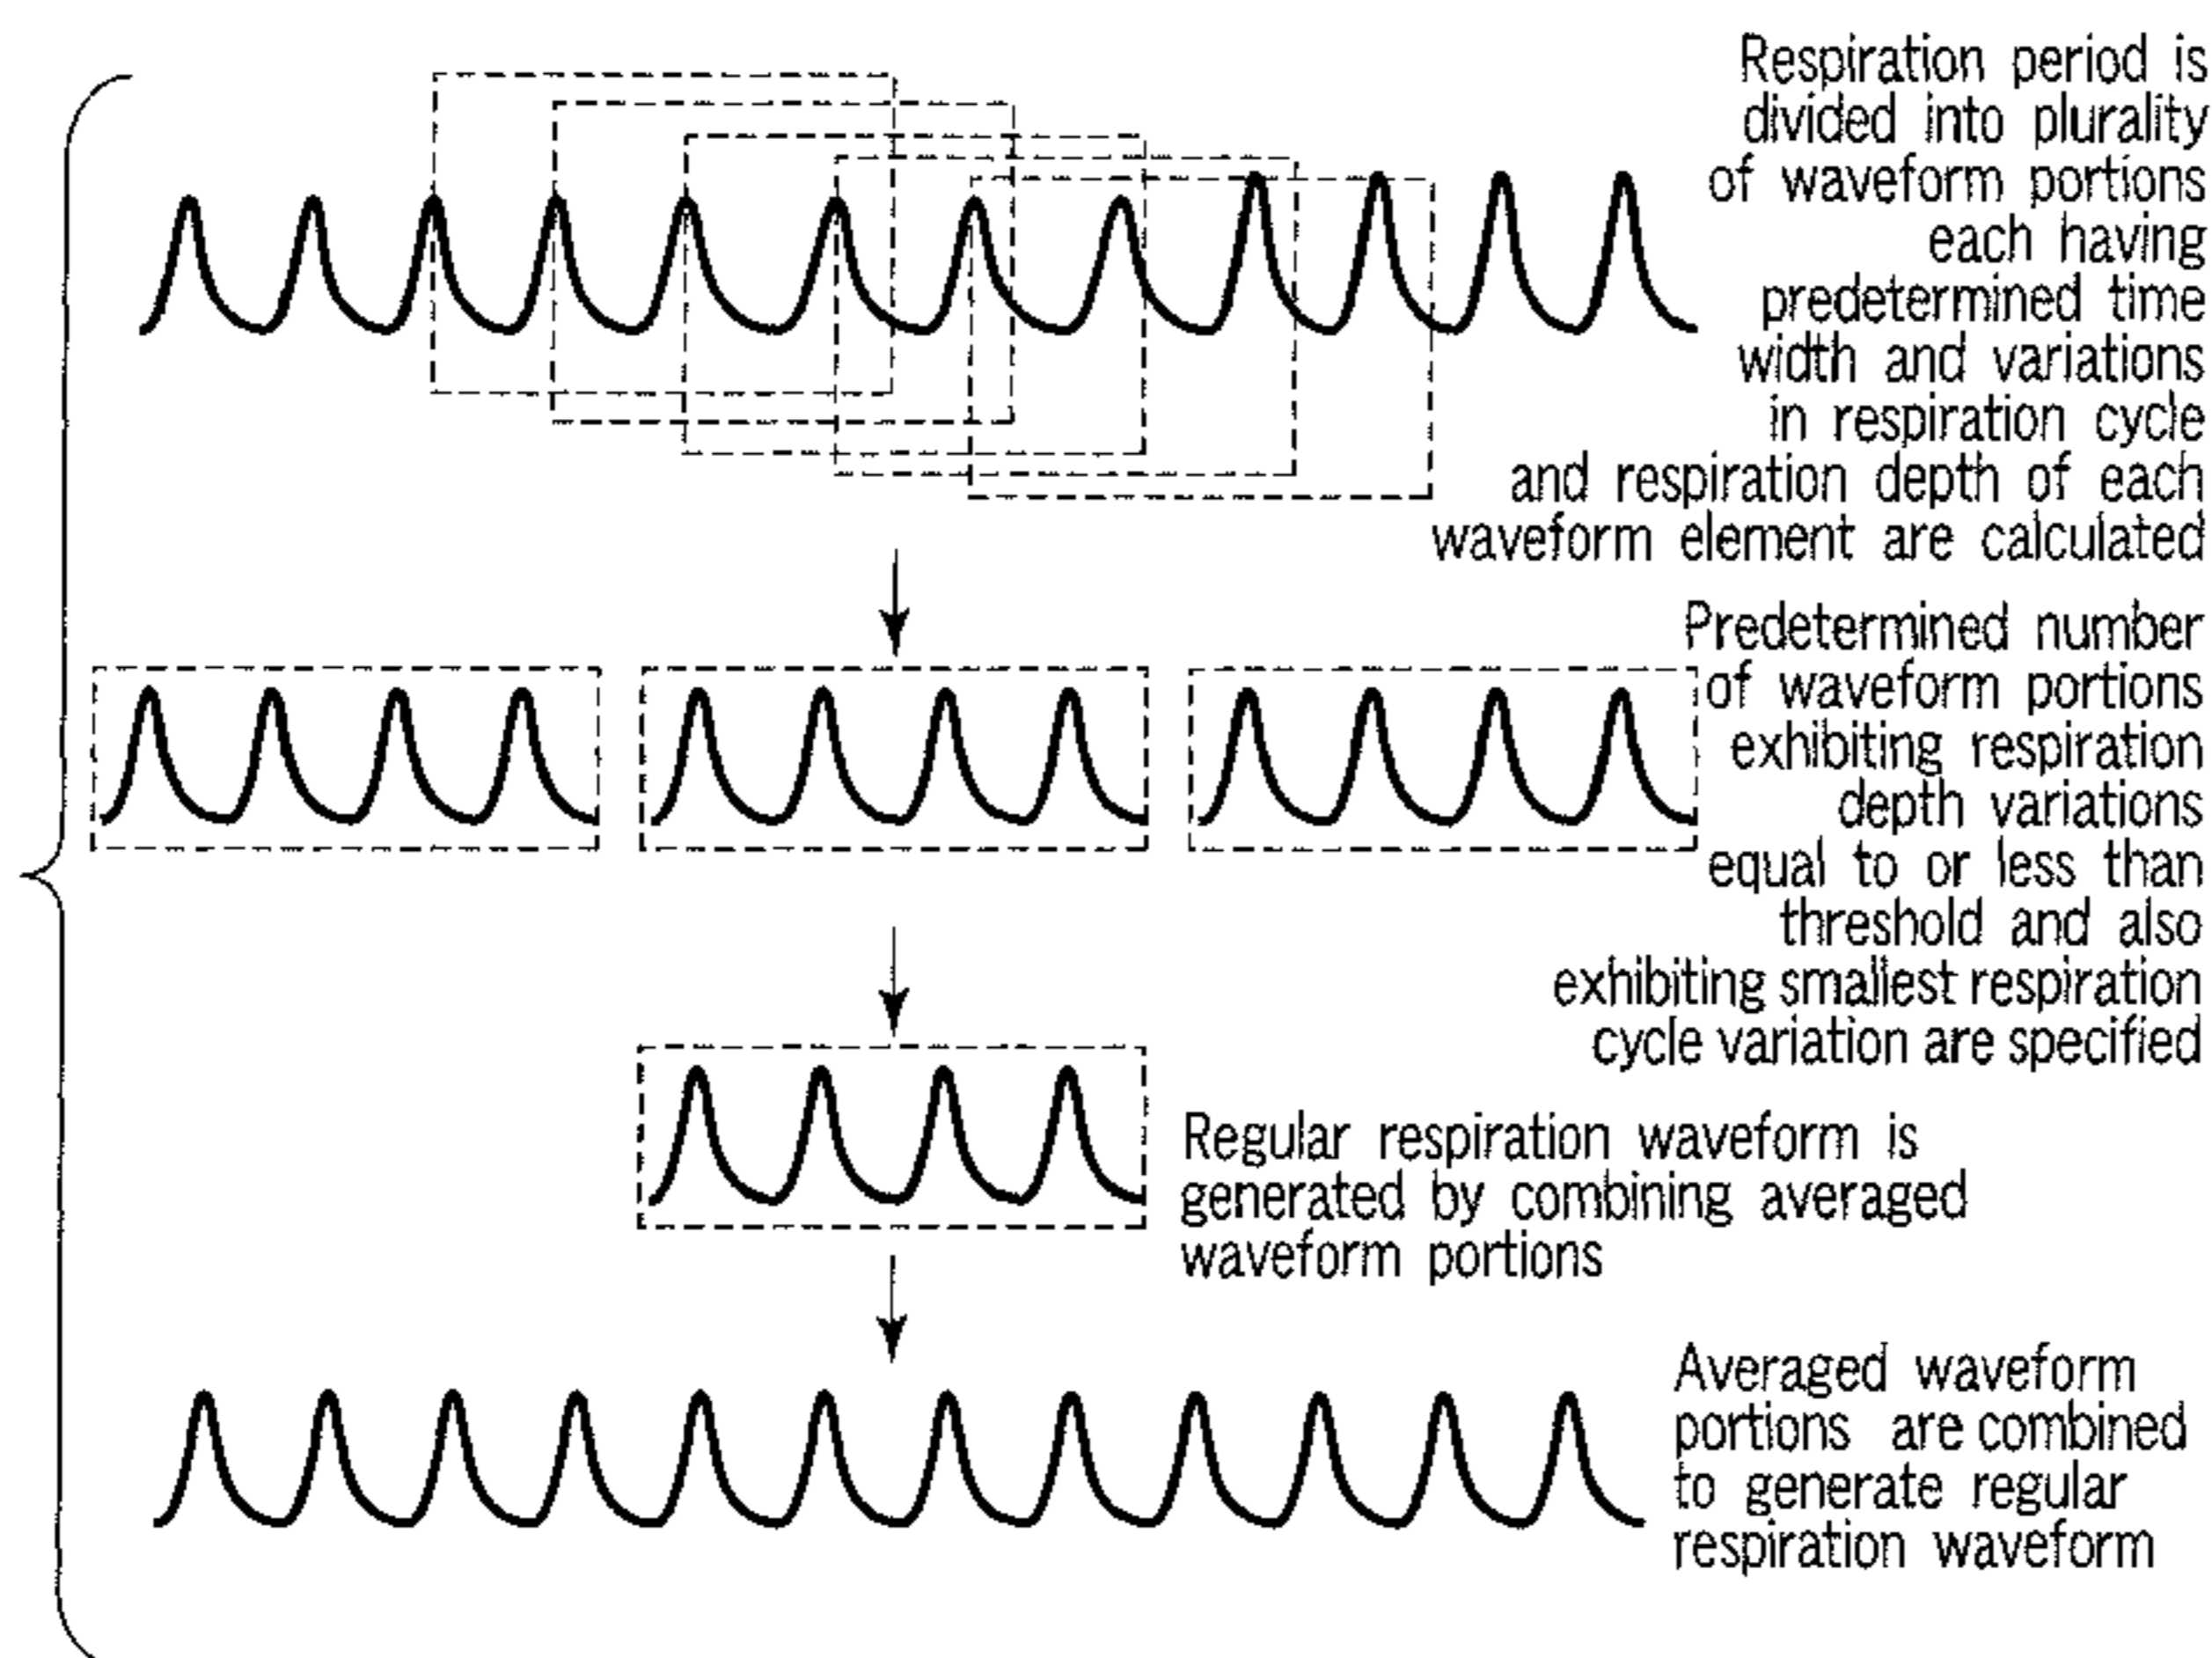 Respiration period is
divided into plurality
of waveform portions
each having
predetermined time
width and variations
in respiration cycle
and respiration depth of each
waveform element are calculated
Predetermined number
of waveform portions
exhibiting respiration
depth variations
equal to or less than
threshold and also
exhibiting smallest respiration
cycle variation are specified
Regular respiration waveform is
generated by combining averaged
waveform portions
Averaged waveform
portions are combined
to generate regular
respiration waveform